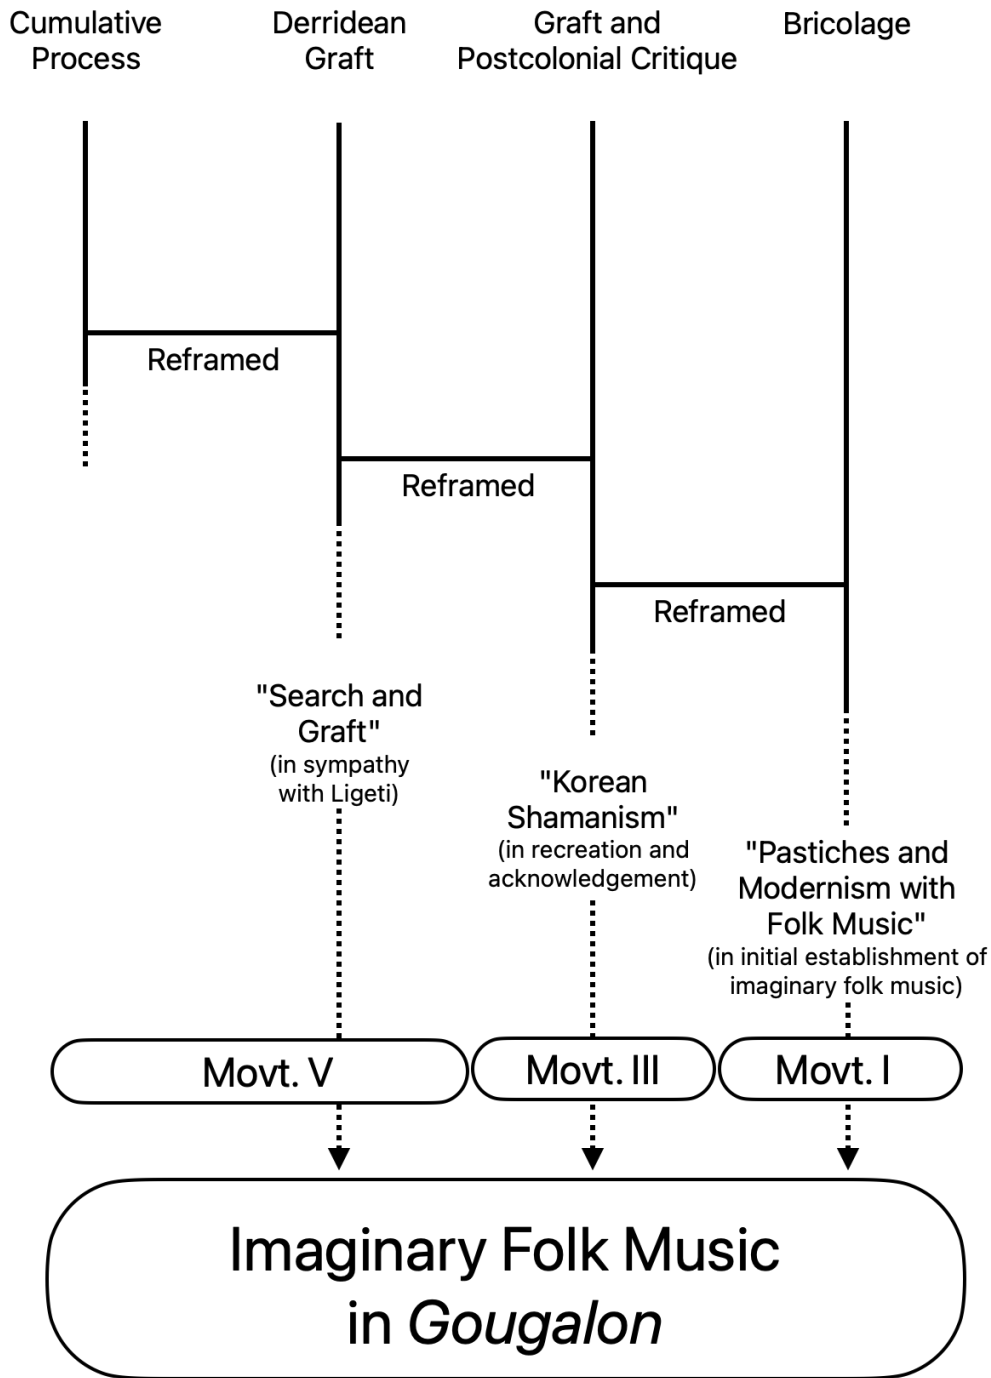 Cumulative
Process
Derridean
Graft
Graft and
Postcolonial Critique
Bricolage
Reframed
Reframed
Reframed
"Search and
Graft"
(in sympathy
with Ligeti)
"Korean
Shamanism"
(in recreation and
acknowledgement)
"Pastiches and
Modernism with
Folk Music"
(in initial establishment of
imaginary folk music)
Movt. V
Movt. III
Movt. I
Imaginary Folk Music
in Gougalon